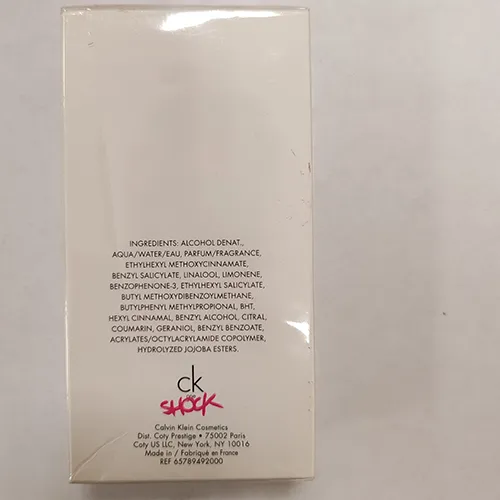 INGREDIENTS: ALCOHOL DENAT.,
AQUA/WATER/EAU, PARFUM/FRAGRANCE,
ETHYLHEXYL METHOXYCINNAMATE,
BENZYL SALICYLATE, LINALOOL, LIMONENE,
BENZOPHENONE-3, ETHYLHEXYL SALICYLATE,
BUTYL METHOXYDIBENZOYLMETHANE,
BUTYLPHENYL METHYLPROPIONAL, BHT,
HEXYL CINNAMAL, BENZYL ALCOHOL, CITRAL,
COUMARIN, GERANIOL, BENZYL BENZOATE,
ACRYLATES/OCTYLACRYLAMIDE COPOLYMER,
HYDROLYZED JOJOBA ESTERS.
ck
one
SHOCK
Calvin Klein Cosmetics
Dist. Coty Prestige • 75002 Paris
Coty US LLC, New York, NY 10016
Made in / Fabriqué en France
REF 65789492000